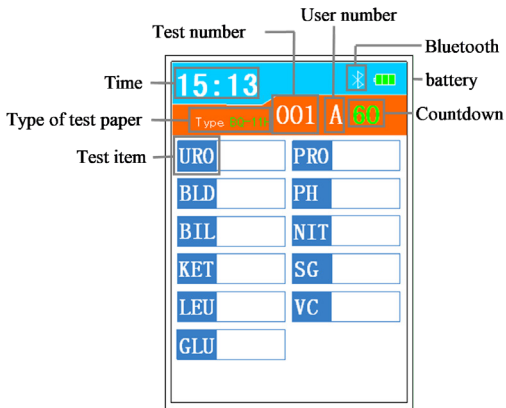 User number
Test number
Bluetooth
Time
15:13
battery
Type of test paper
Type
001
A
60
Countdown
Test item
URO
PRO
BLD
PH
BIL
NIT
KET
SG
LEU
VC
GLU